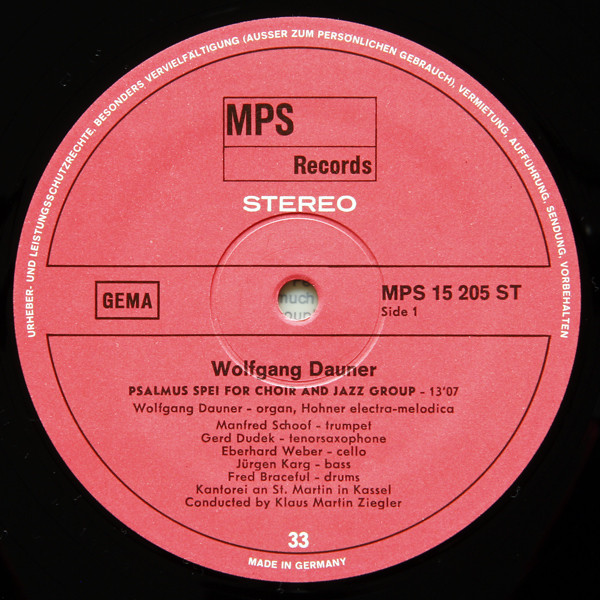 URHEBER- UND LEISTUNGSSCHUTZRECHTE, BESONDERS VERVIELFÄLTIGUNG (AUSSER ZUM PERSÖNLICHEN GEBRAUCH), VERMIETUNG, AUFFÜHRUNG, SENDUNG, VORBEHALTEN
MPS
Records
STEREO
GEMA
MPS 15 205 ST
Side 1
much
Wolfgang Dauner
PSALMUS SPEI FOR CHOIR AND JAZZ GROUP - 13'07
Wolfgang Dauner - organ, Hohner electra-melodica
Manfred Schoof - trumpet
Gerd Dudek - tenorsaxophone
Eberhard Weber - cello
Jürgen Karg - bass
Fred Braceful - drums
Kantorei an St. Martin in Kassel
Conducted by Klaus Martin Ziegler
33
MADE IN GERMANY